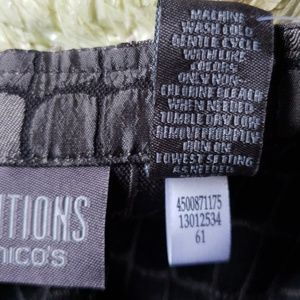 MACHINE
WASH COLD
GENTLE CYCLE
WITH LIKE
COLORS
ONLY NON-
CHLORINE BLEACH
WHEN NEEDED
TUMBLE DRY LOW
REMOVE PROMPTLY
IRON ON
LOWEST SETTING
AS NEEDED
ITIONS
HICO'S
4500871175
13012534
61